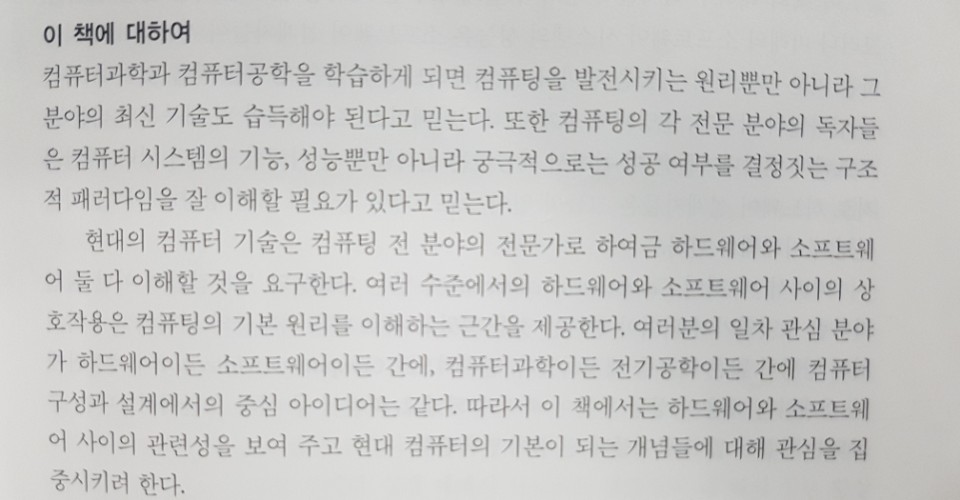 이 책에 대하여
컴퓨터과학과 컴퓨터공학을 학습하게 되면 컴퓨팅을 발전시키는 원리뿐만 아니라 그
분야의 최신 기술도 습득해야 된다고 믿는다. 또한 컴퓨팅의 각 전문 분야의 독자들
은 컴퓨터 시스템의 기능, 성능뿐만 아니라 궁극적으로는 성공 여부를 결정짓는 구조
적 패러다임을 잘 이해할 필요가 있다고 믿는다.
현대의 컴퓨터 기술은 컴퓨팅 전 분야의 전문가로 하여금 하드웨어와 소프트웨
어 둘 다 이해할 것을 요구한다. 여러 수준에서의 하드웨어와 소프트웨어 사이의 상
호작용은 컴퓨팅의 기본 원리를 이해하는 근간을 제공한다. 여러분의 일차 관심 분야
가 하드웨어이든 소프트웨어이든 간에, 컴퓨터과학이든 전기공학이든 간에 컴퓨터
구성과 설계에서의 중심 아이디어는 같다. 따라서 이 책에서는 하드웨어와 소프트웨
어 사이의 관련성을 보여 주고 현대 컴퓨터의 기본이 되는 개념들에 대해 관심을 집
중시키려 한다.